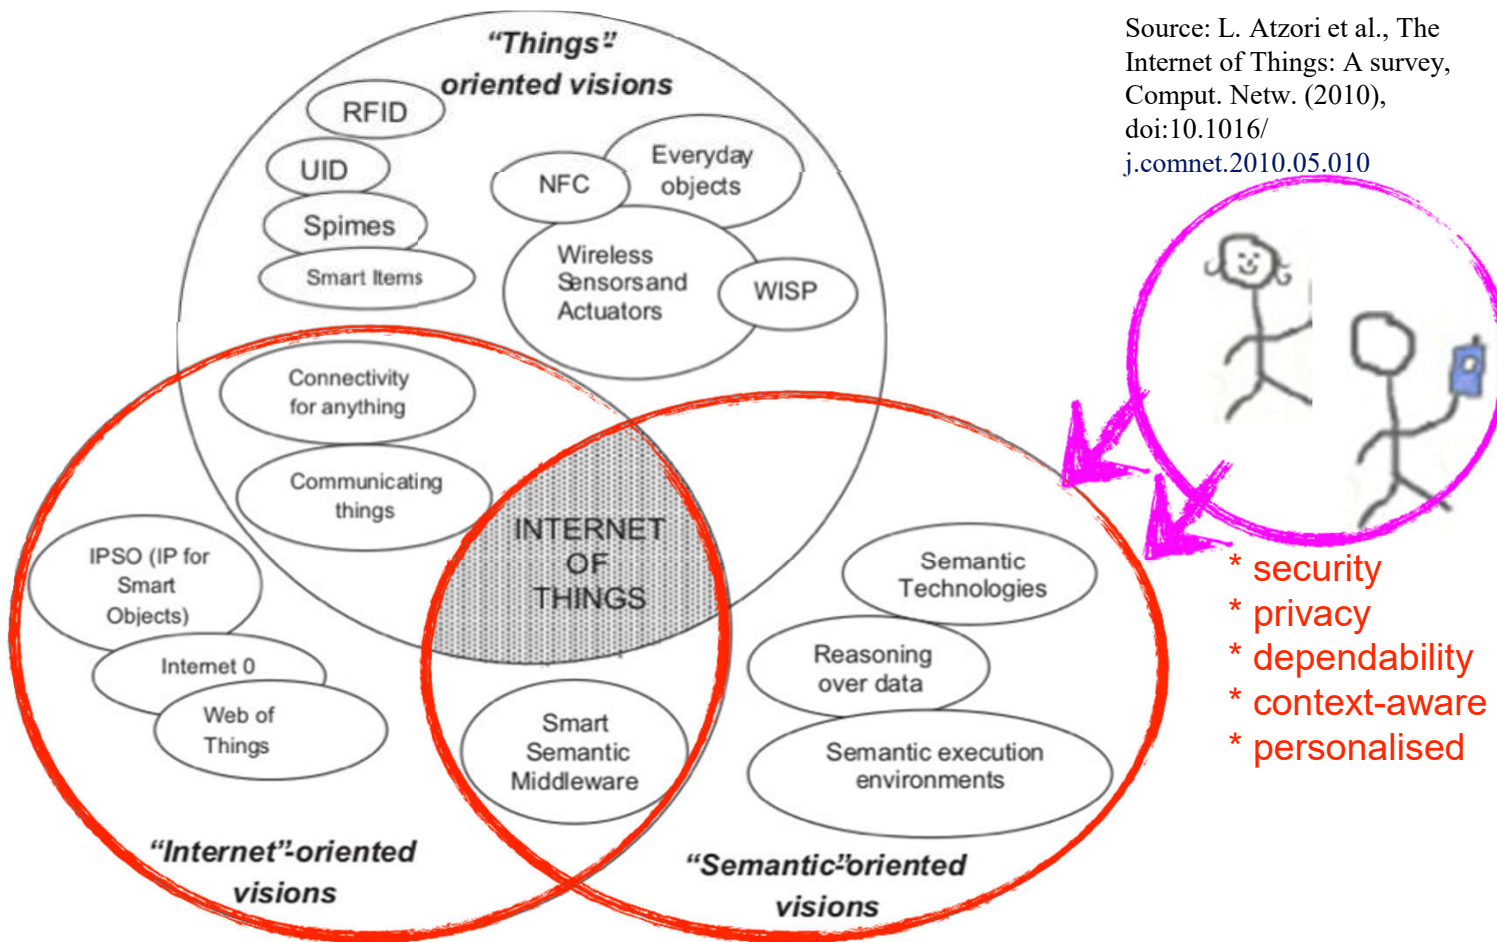 “Things”-
oriented visions
RFID
UID
Spimes
Smart Items
NFC
Everyday
objects
Wireless
Sensors and
Actuators
WISP
Connectivity
for anything
Communicating
things
INTERNET
OF
THINGS
IPSO (IP for
Smart
Objects)
Internet 0
Web of
Things
Smart
Semantic
Middleware
Semantic
Technologies
Reasoning
over data
Semantic execution
environments
“Internet”-oriented
visions
“Semantic”-oriented
visions
Source: L. Atzori et al., The
Internet of Things: A survey,
Comput. Netw. (2010),
doi:10.1016/
j.comnet.2010.05.010
* security
* privacy
* dependability
* context-aware
* personalised